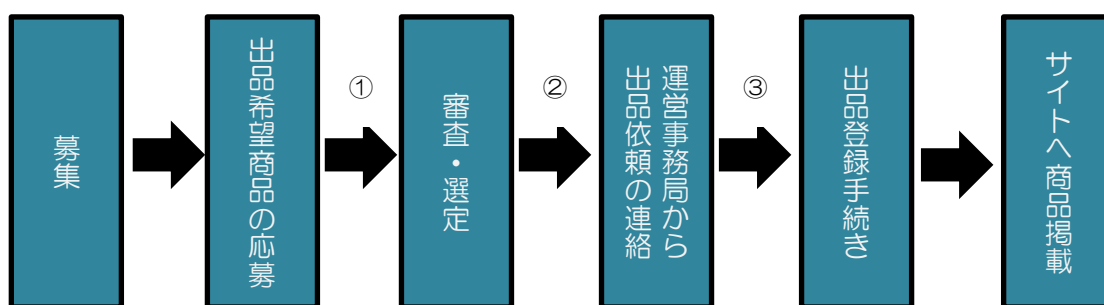 募集
出品希望商品の応募
①
審査・選定
②
運営事務局から
出品依頼の連絡
③
出品登録手続き
サイトへ商品掲載